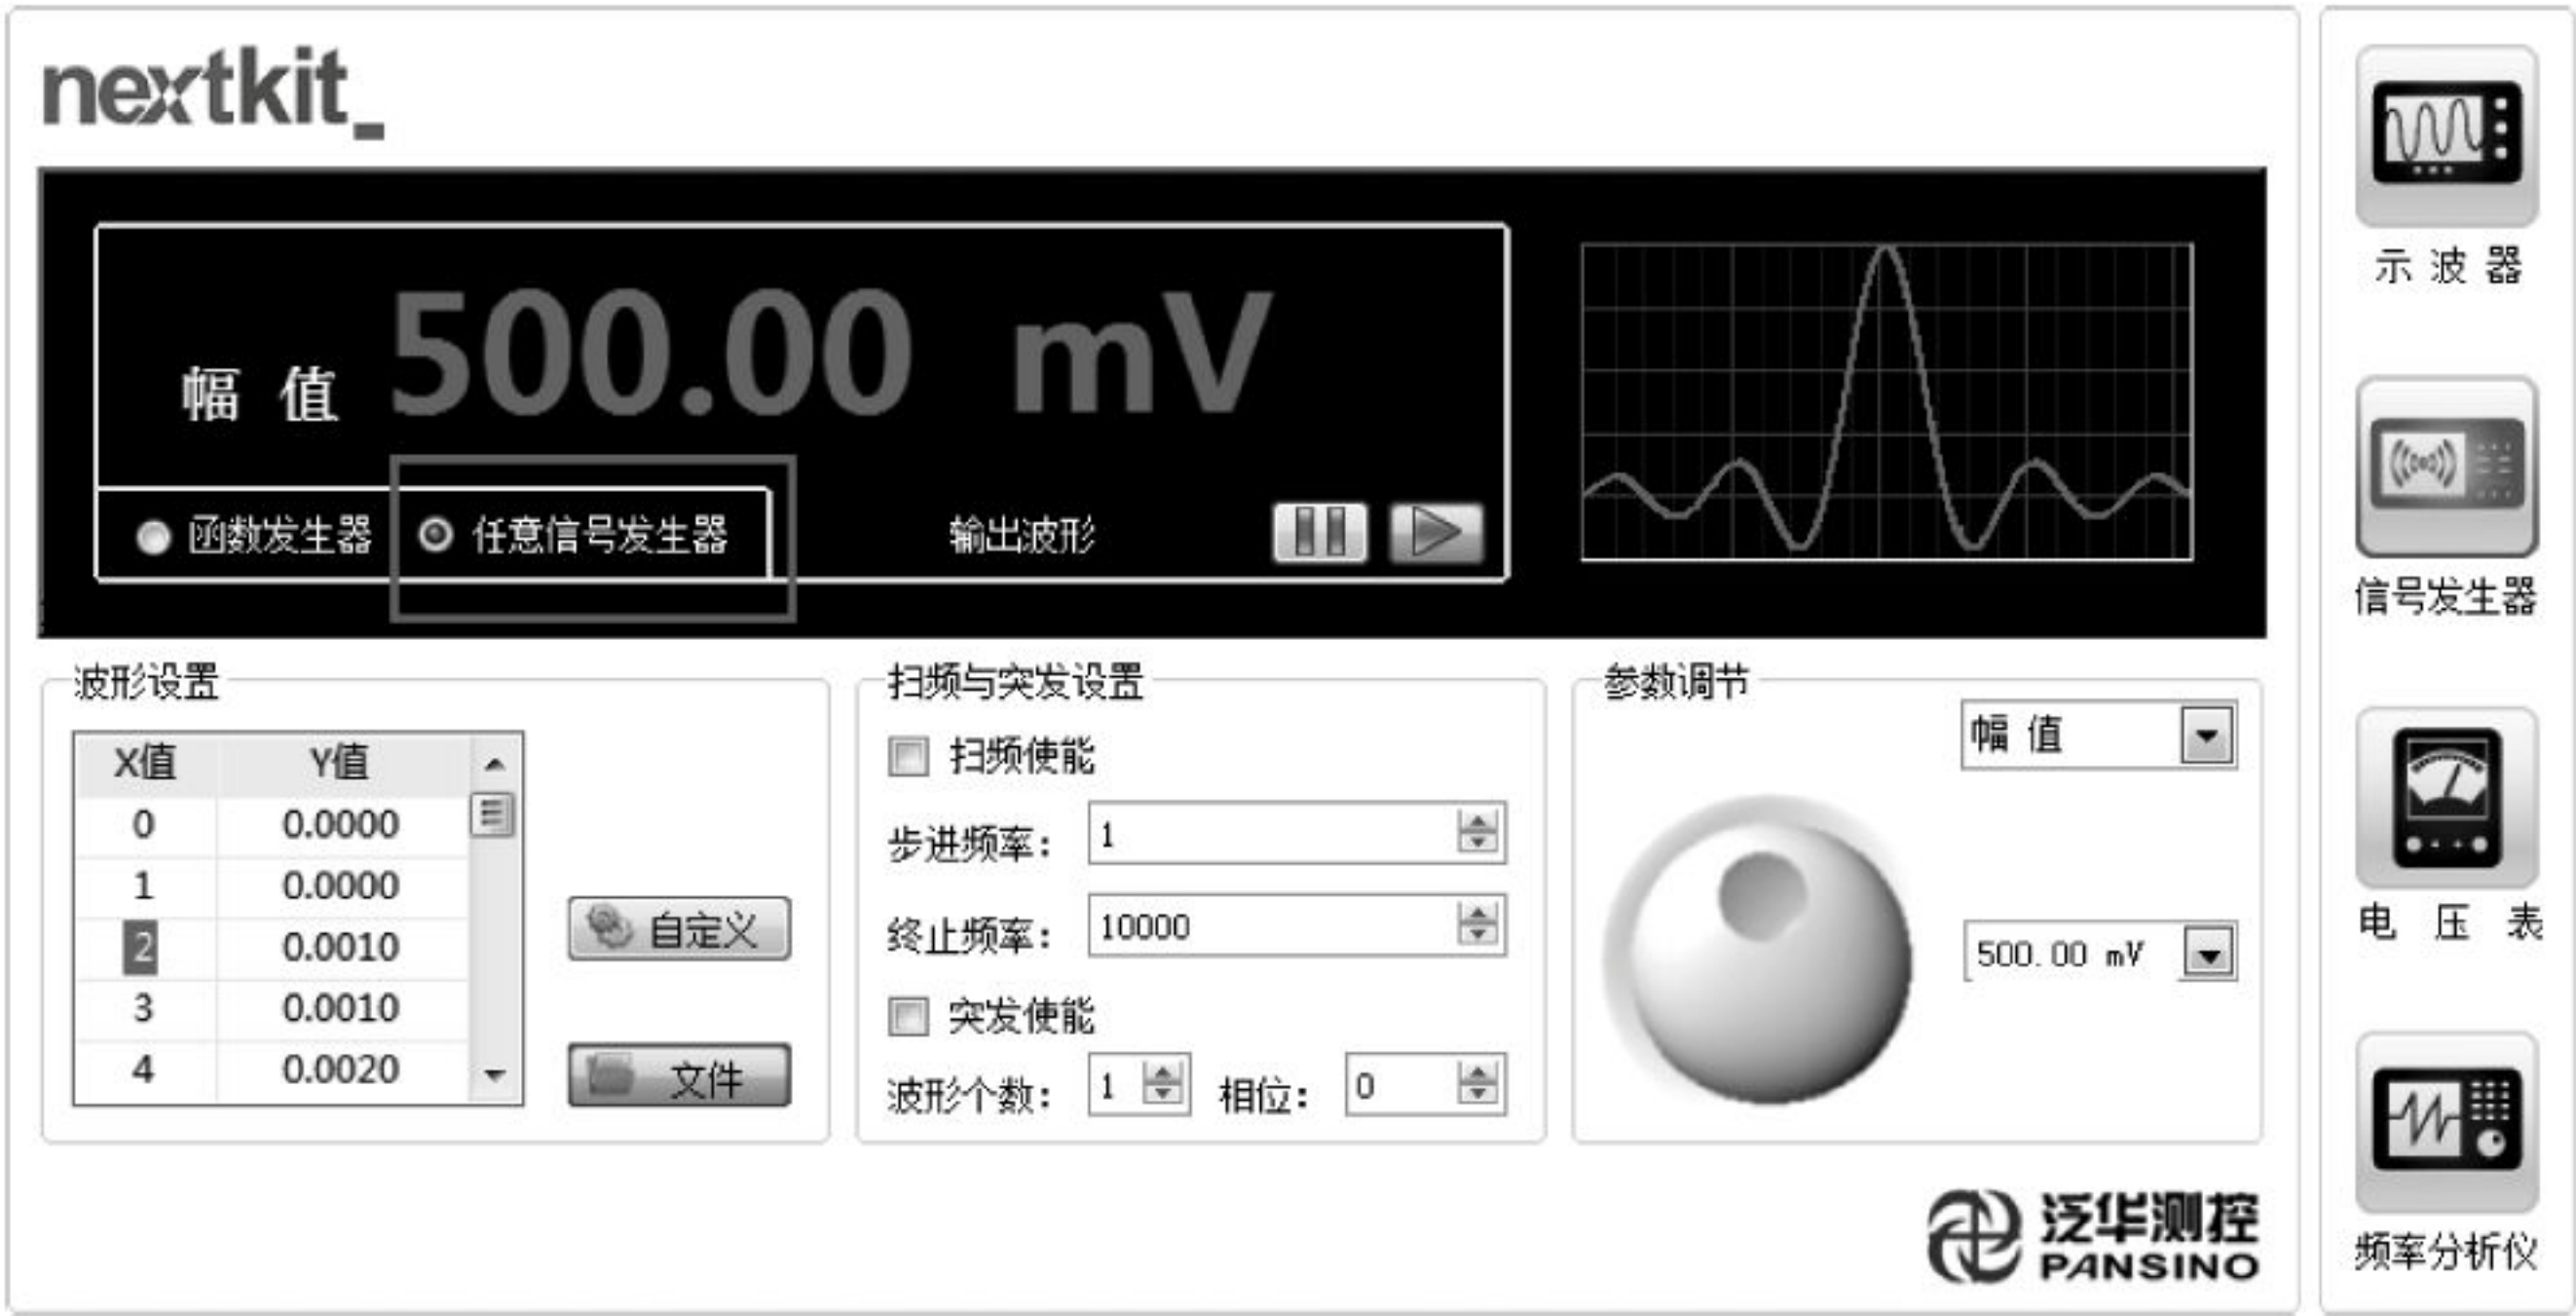 nextkit_
幅 值 500.00 mV
函数发生器 任意信号发生器 输出波形
波形设置
X值 Y值
0 0.0000
1 0.0000
2 0.0010
3 0.0010
4 0.0020
自定义
文件
扫频与突发设置
扫频使能
步进频率： 1
终止频率： 10000
突发使能
波形个数： 1 相位： 0
参数调节
幅 值
500.00 mV
泛华测控
PANSINO
示 波 器
信号发生器
电 压 表
频率分析仪